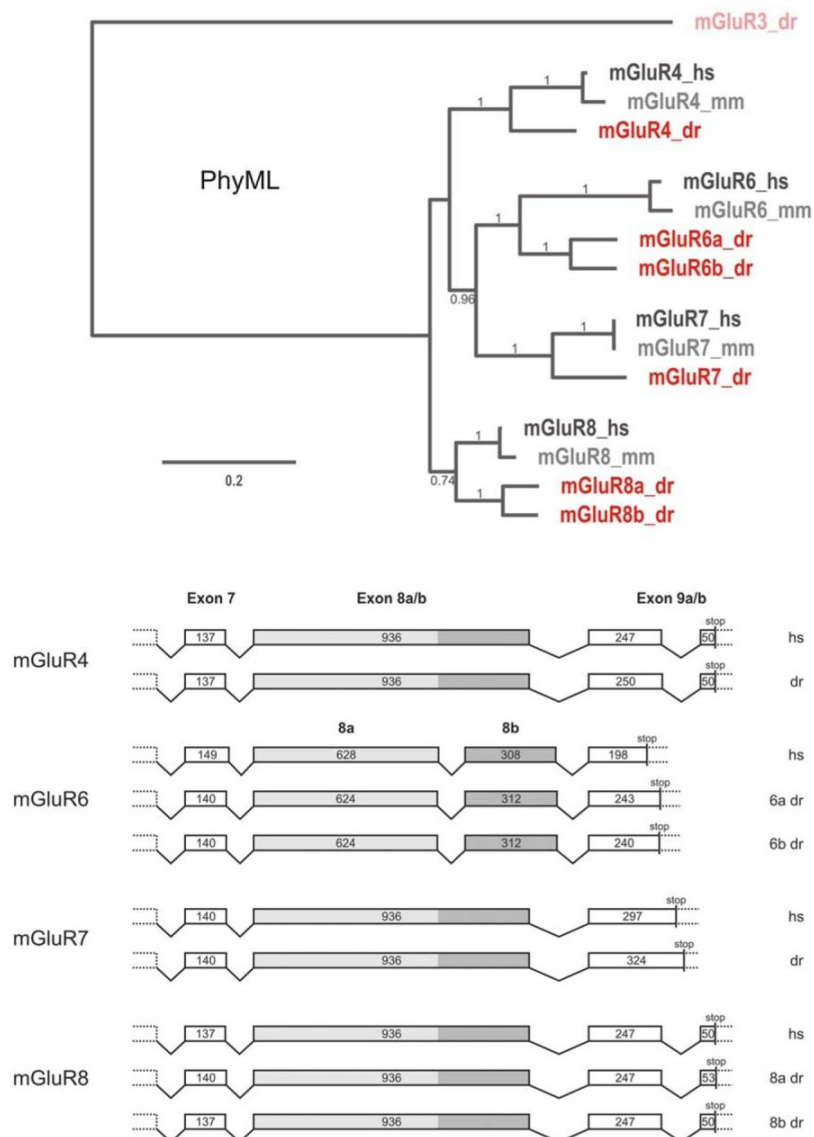 mGluR3_dr
1
mGluR4_hs
1
mGluR4_mm
mGluR4_dr
PhyML
1
mGluR6_hs
mGluR6_mm
1
mGluR6a_dr
1
mGluR6b_dr
0.96
1
mGluR7_hs
1
mGluR7_mm
mGluR7_dr
1
mGluR8_hs
mGluR8_mm
0.2
0.74
mGluR8a_dr
1
mGluR8b_dr
Exon 7 Exon 8a/b Exon 9a/b
stop
137 936 247 50 hs
mGluR4
stop
137 936 250 50 dr
8a 8b
stop
149 628 308 198 hs
stop
mGluR6 140 624 312 243 6a dr
stop
140 624 312 240 6b dr
stop
140 936 297 hs
mGluR7
stop
140 936 324 dr
stop
137 936 247 50 hs
stop
mGluR8 140 936 247 53 8a dr
stop
137 936 247 50 8b dr